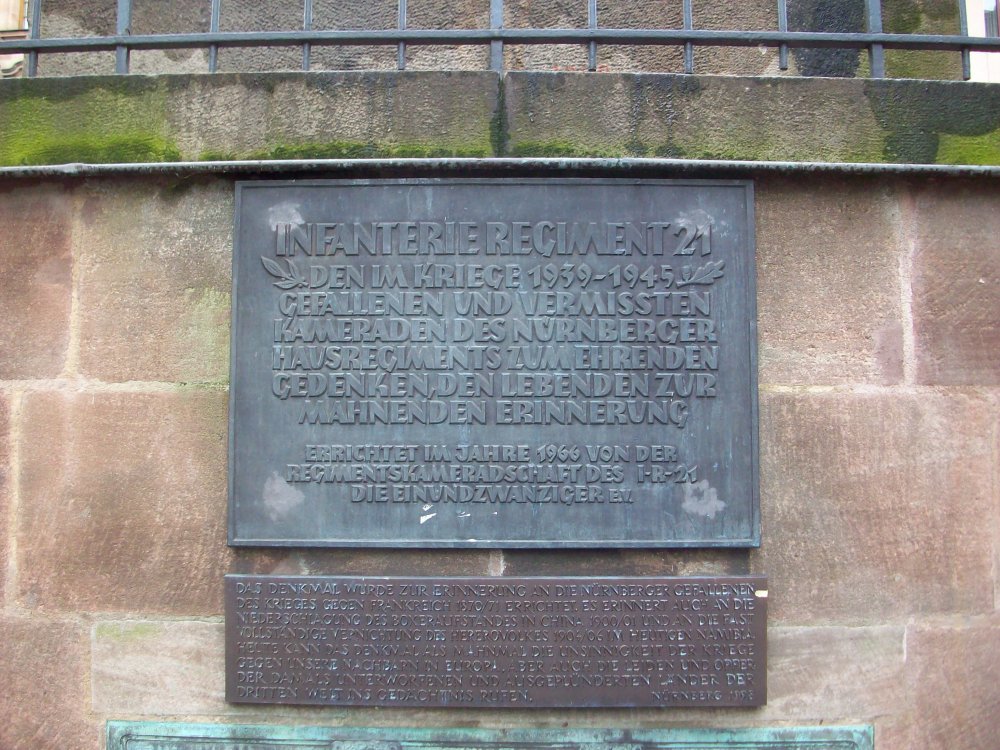 INFANTERIE REGIMENT 21
DEN IM KRIEGE 1939-1945
GEFALLENEN UND VERMISSTEN
KAMERADEN DES NÜRNBERGER
HAUSREGIMENTS ZUM EHRENDEN
GEDENKEN, DEN LEBENDEN ZUR
MAHNENDEN ERINNERUNG
ERRICHTET IM JAHRE 1966 VON DER
REGIMENTSKAMERADSCHAFT DES I-R-21
DIE EINUNDZWANZIGER E.V.
DAS DENKMAL WURDE ZUR ERINNERUNG AN DIE NÜRNBERGER GEFALLENEN
DES KRIEGES GEGEN FRANKREICH 1870/71 ERRICHTET. ES ERINNERT AUCH AN DIE
NIEDERSCHLAGUNG DES BOXERAUFSTANDES IN CHINA 1900/01 UND AN DIE FAST
VOLLSTÄNDIGE VERNICHTUNG DES HEREROVOLKES 1904/06 IM HEUTIGEN NAMIBIA.
HEUTE KANN DAS DENKMAL ALS MAHNMAL DIE UNSINNIGKEIT DER KRIEGE
GEGEN UNSERE NACHBARN IN EUROPA, ABER AUCH DIE LEIDEN UND OPFER
DER DAMALS UNTERWORFENEN UND AUSGEPLÜNDERTEN LÄNDER DER
DRITTEN WELT INS GEDÄCHTNIS RUFEN. NÜRNBERG